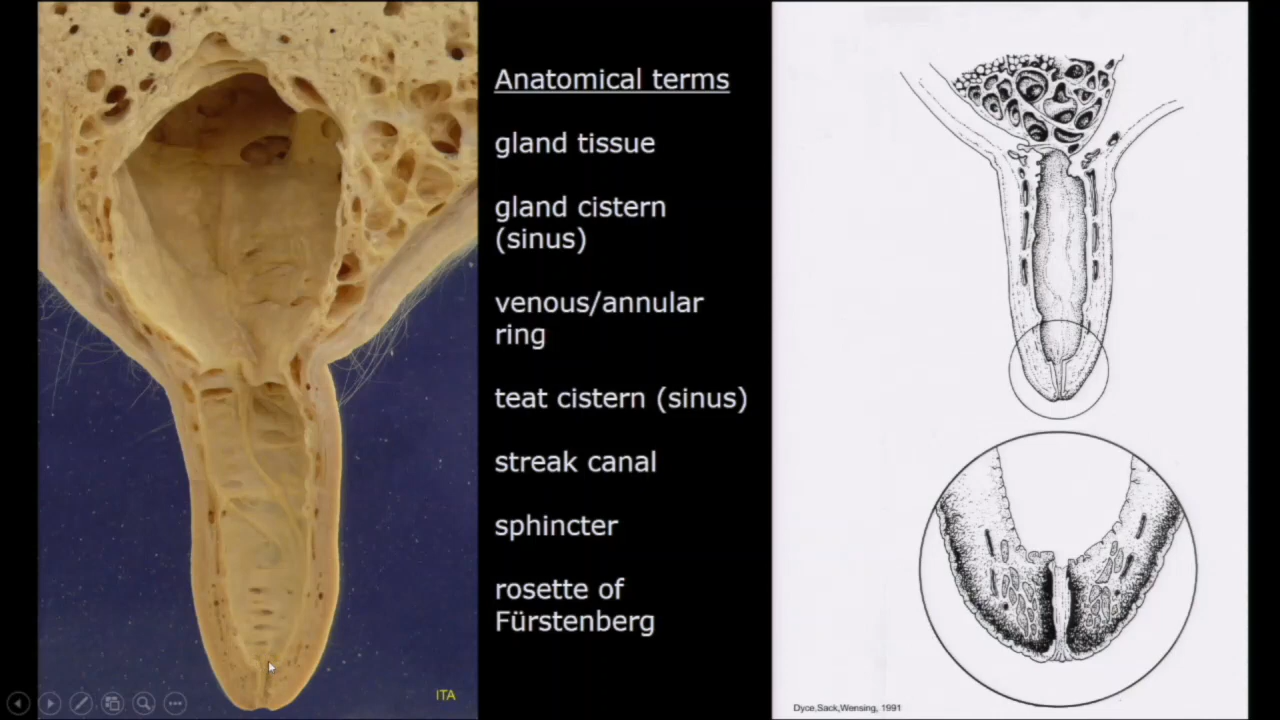 Anatomical terms
gland tissue
gland cistern
(sinus)
venous/annular
ring
teat cistern (sinus)
streak canal
sphincter
rosette of
Fürstenberg
ITA
Dyce,Sack,Wensing, 1991